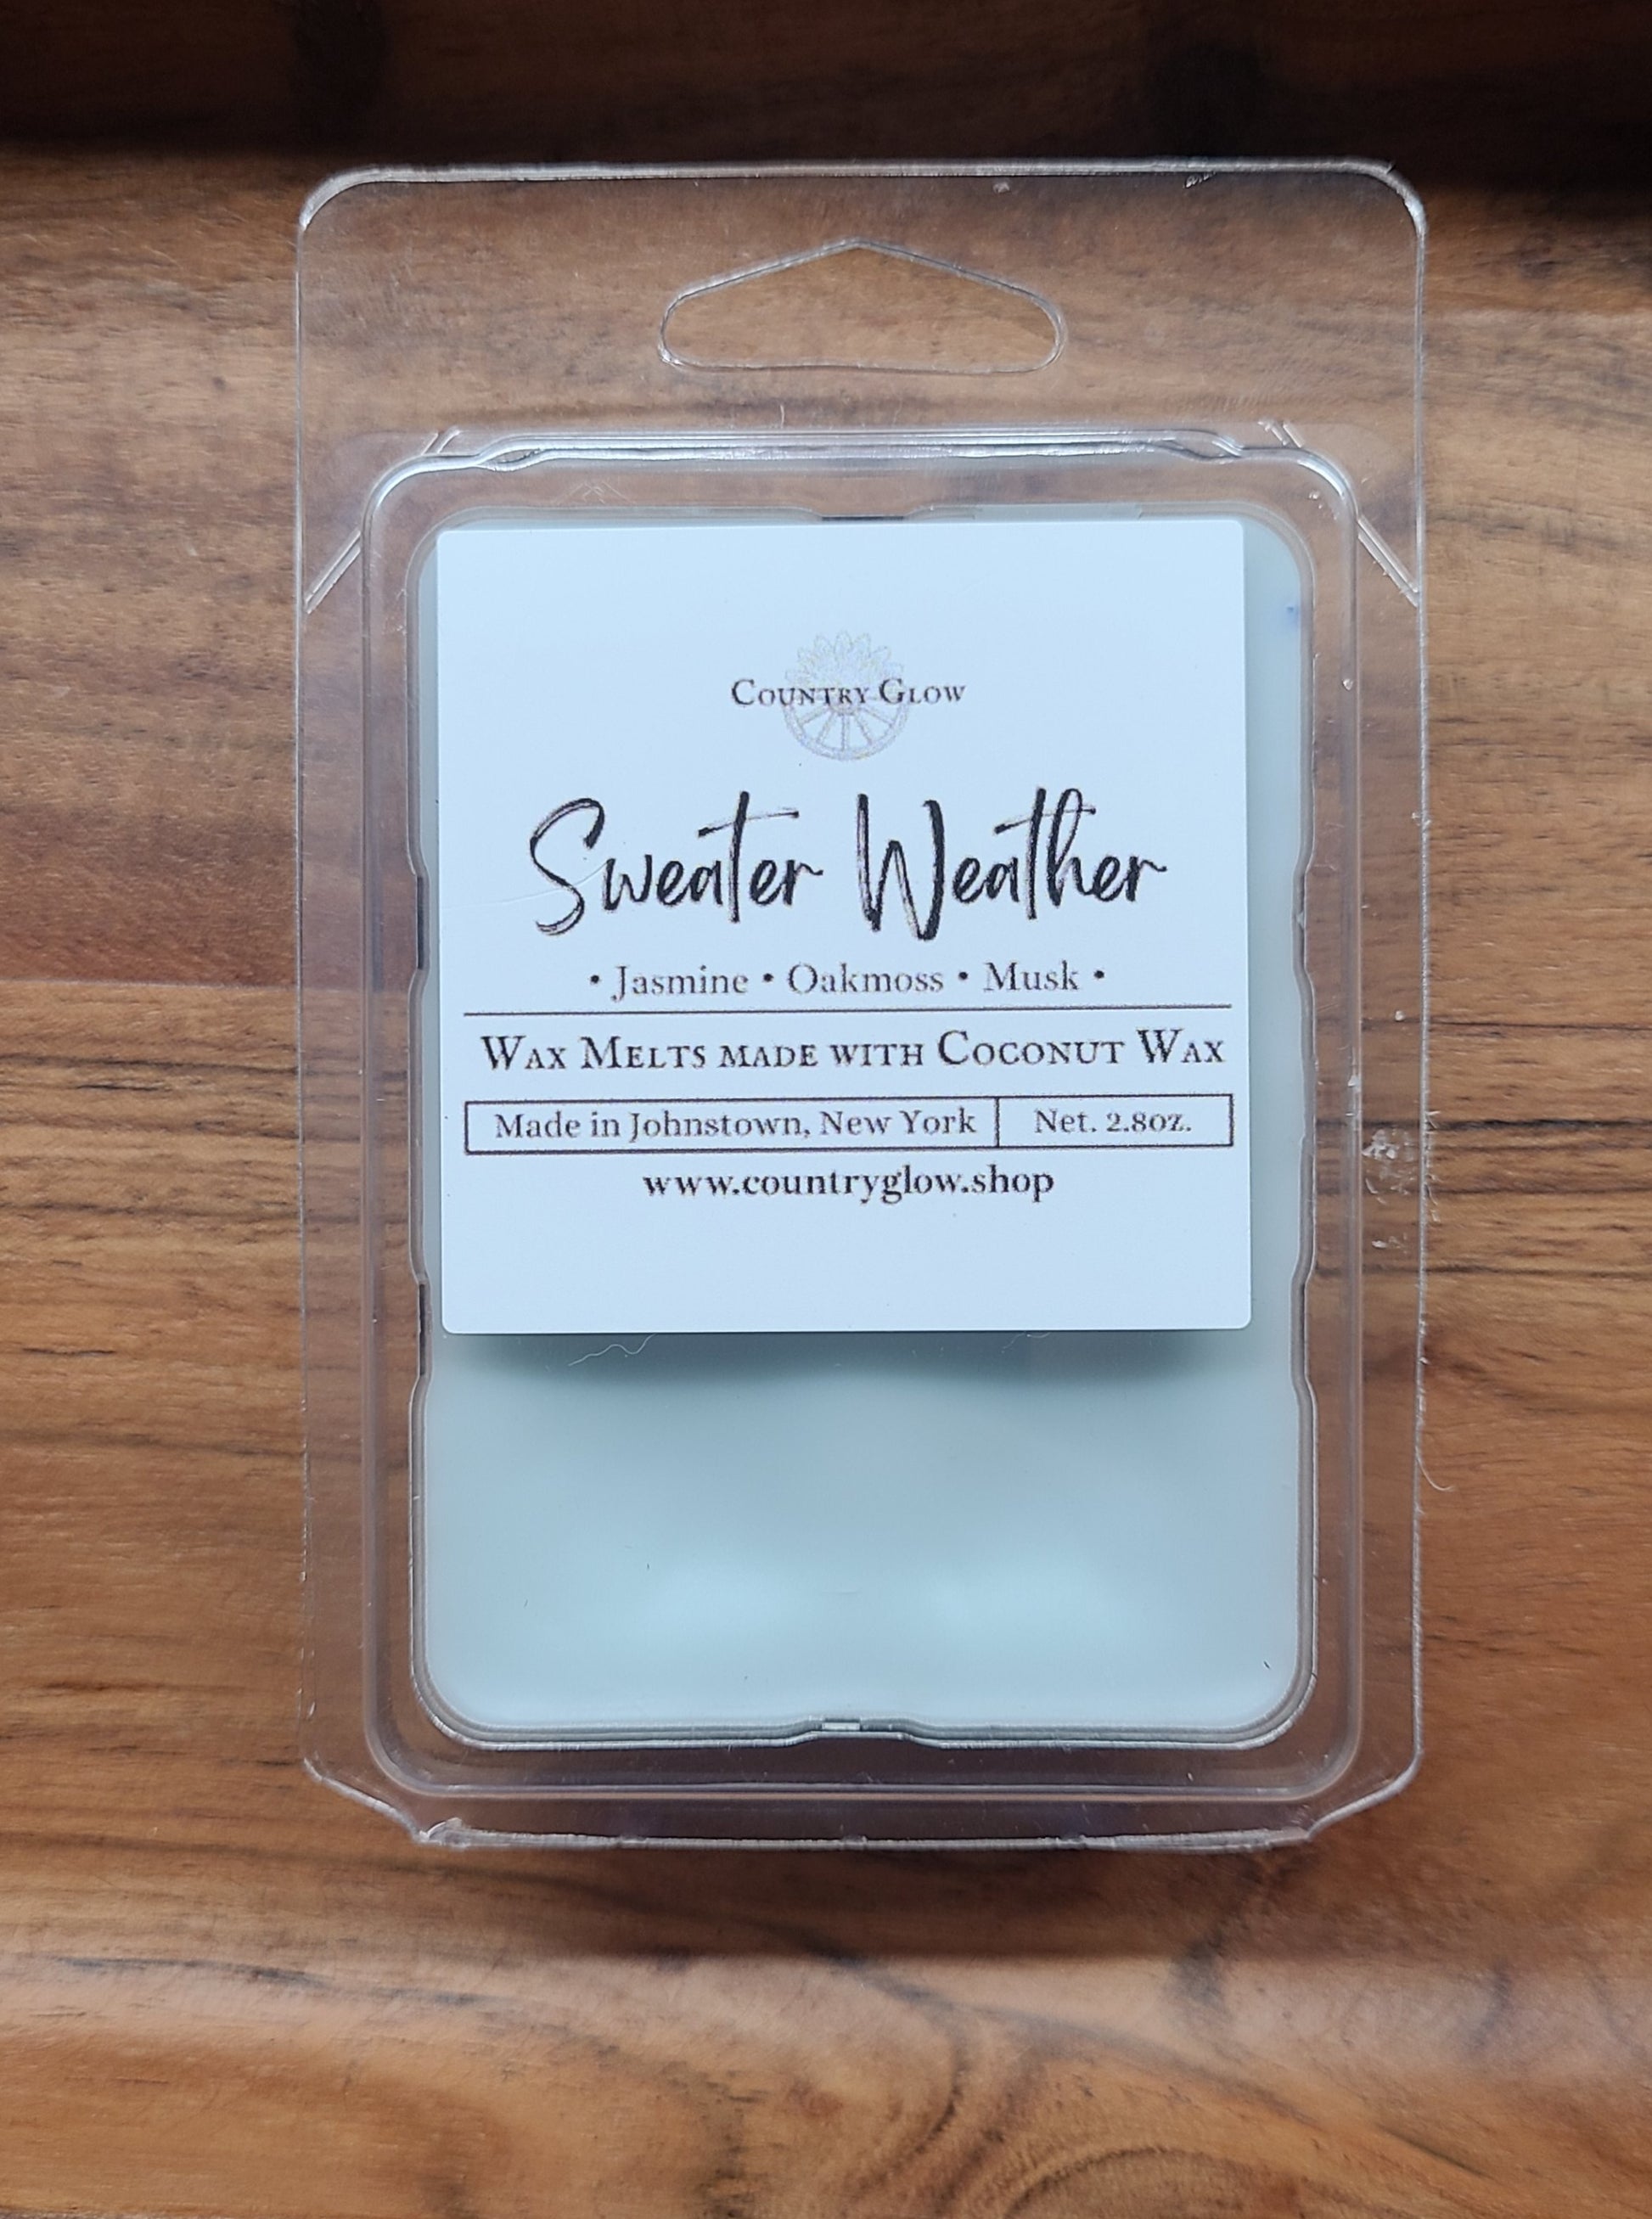 Country Glow
Sweater Weather
• Jasmine • Oakmoss • Musk •
Wax Melts made with Coconut Wax
Made in Johnstown, New York Net. 2.8oz.
www.countryglow.shop